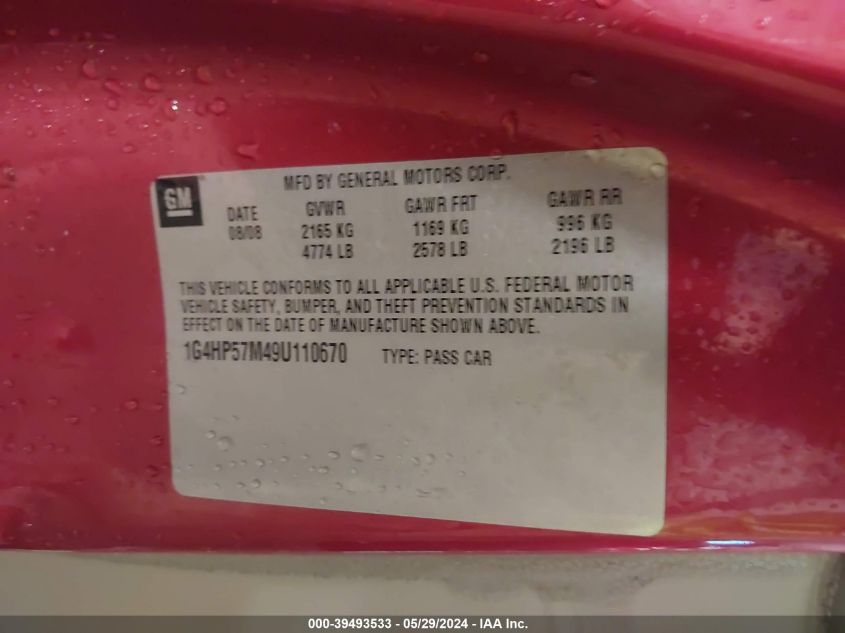 GM MFD BY GENERAL MOTORS CORP.
DATE GVWR GAWR FRT GAWR RR
08/08 2165 KG 1169 KG 996 KG
4774 LB 2578 LB 2196 LB
THIS VEHICLE CONFORMS TO ALL APPLICABLE U.S. FEDERAL MOTOR
VEHICLE SAFETY, BUMPER, AND THEFT PREVENTION STANDARDS IN
EFFECT ON THE DATE OF MANUFACTURE SHOWN ABOVE.
1G4HP57M49U110670 TYPE: PASS CAR
000-39493533 - 05/29/2024 - IAA Inc.